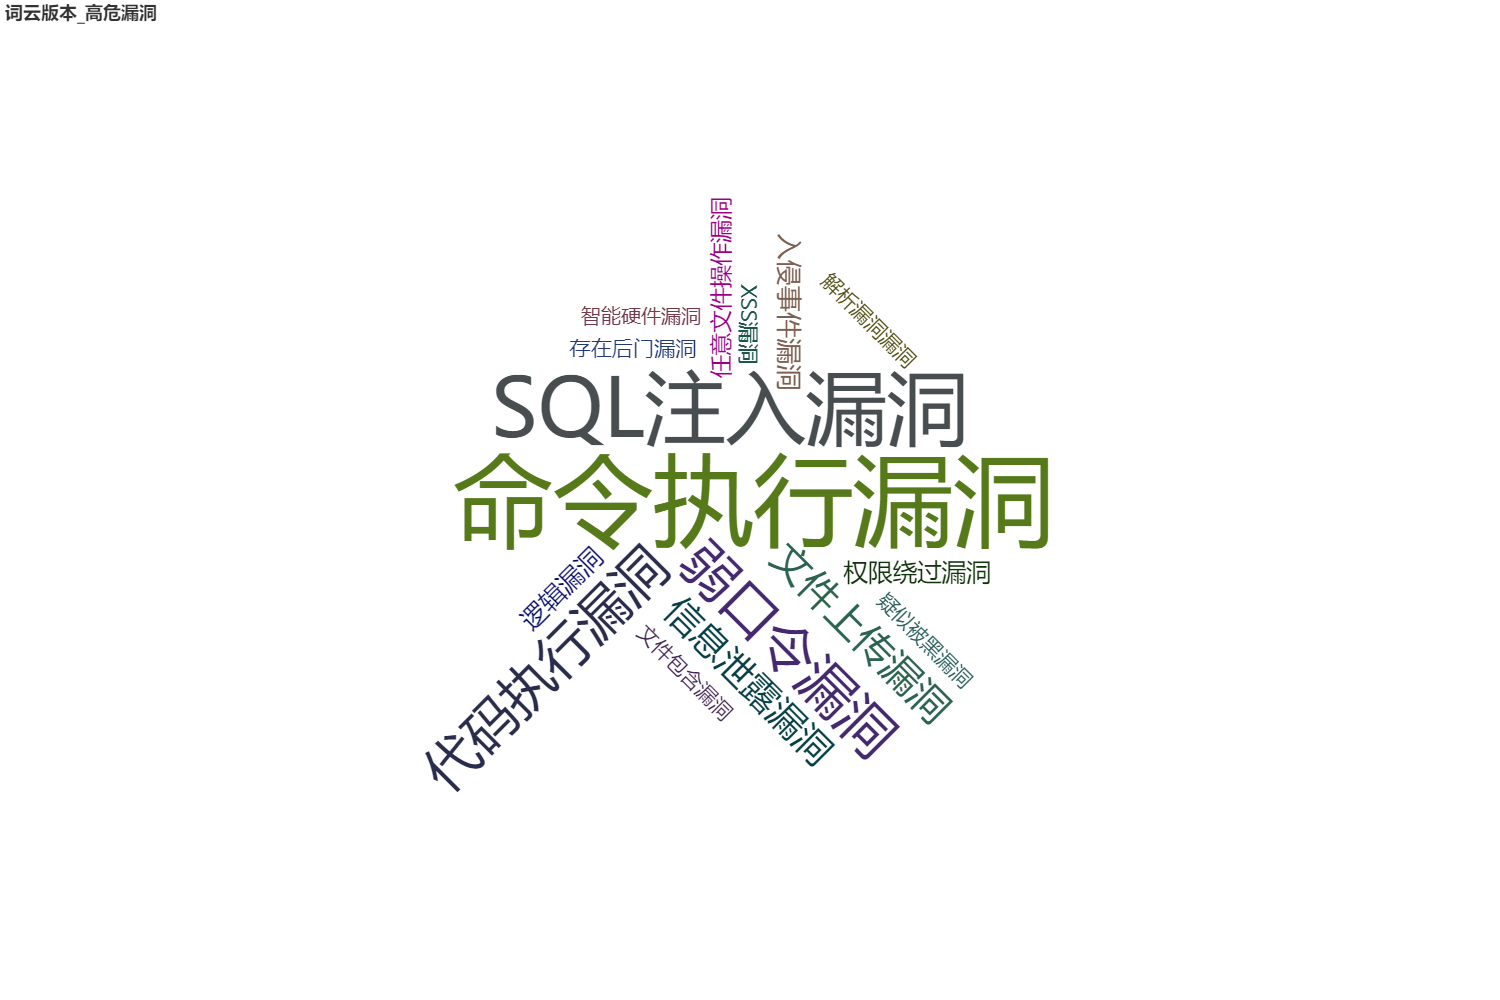 词云版本_高危漏洞
任意文件操作漏洞
入侵事件漏洞
解析漏洞漏洞
XSS漏洞
智能硬件漏洞
存在后门漏洞
SQL注入漏洞
命令执行漏洞
逻辑漏洞
代码执行漏洞
弱口令漏洞
文件上传漏洞
权限绕过漏洞
疑似被黑漏洞
信息泄露漏洞
文件包含漏洞